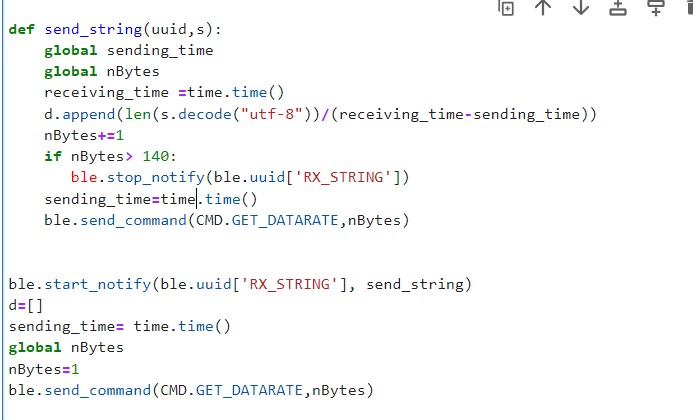 def send_string(uuid,s):
    global sending_time
    global nBytes
    receiving_time =time.time()
    d.append(len(s.decode("utf-8"))/(receiving_time-sending_time))
    nBytes+=1
    if nBytes> 140:
       ble.stop_notify(ble.uuid['RX_STRING'])
    sending_time=time.time()
    ble.send_command(CMD.GET_DATARATE,nBytes)
ble.start_notify(ble.uuid['RX_STRING'], send_string)
d=[]
sending_time= time.time()
global nBytes
nBytes=1
ble.send_command(CMD.GET_DATARATE,nBytes)